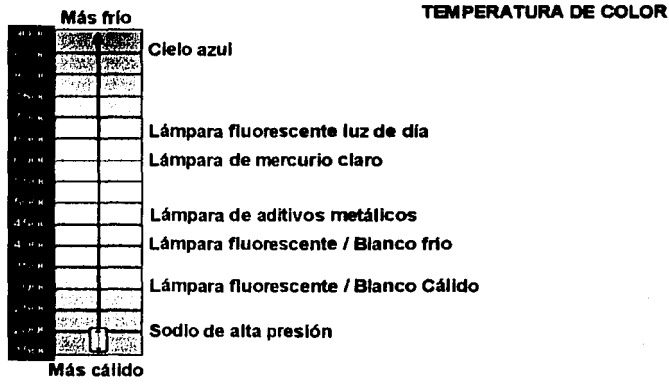 TEMPERATURA DE COLOR
Más frío
Cielo azul
Lámpara fluorescente luz de día
Lámpara de mercurio claro
Lámpara de aditivos metálicos
Lámpara fluorescente / Blanco frio
Lámpara fluorescente / Blanco Cálido
Sodio de alta presión
Más cálido